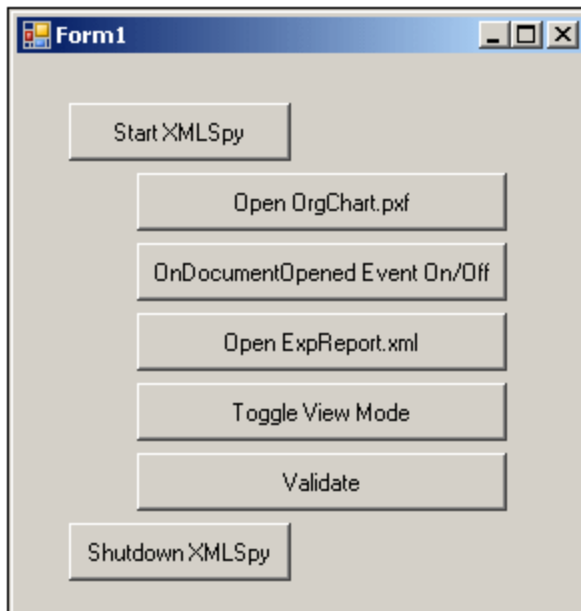 Form1
Start XMLSpy
Open OrgChart.pxf
OnDocumentOpened Event On/Off
Open ExpReport.xml
Toggle View Mode
Validate
Shutdown XMLSpy